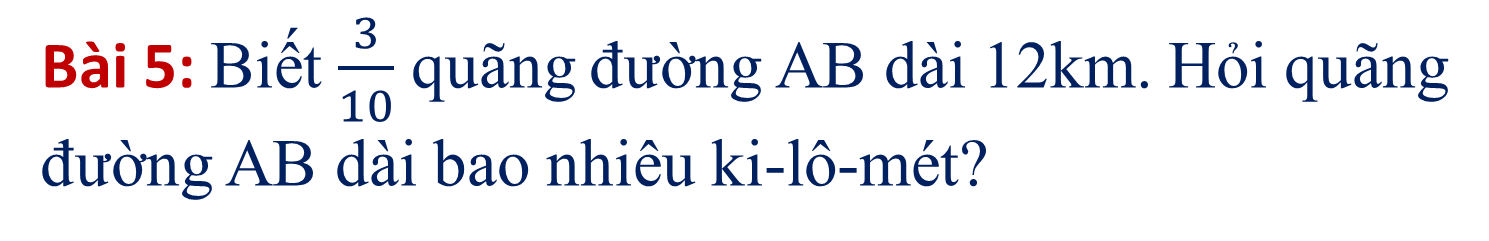 Bài 5: Biết 3/10 quãng đường AB dài 12km. Hỏi quãng
đường AB dài bao nhiêu ki-lô-mét?